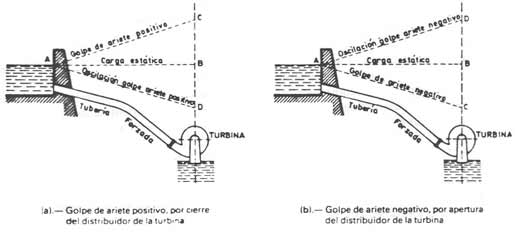 (a)
C
Golpe de ariete positivo
A
Carga estática
B
Oscilación golpe ariete positivo
D
Tubería
Forzada
TURBINA
(a).— Golpe de ariete positivo, por cierre
del distribuidor de la turbina
(b)
D
Oscilación golpe ariete negativo
A
Carga estática
B
Golpe de ariete negativo
C
Tubería
Forzada
TURBINA
(b).— Golpe de ariete negativo, por apertura
del distribuidor de la turbina